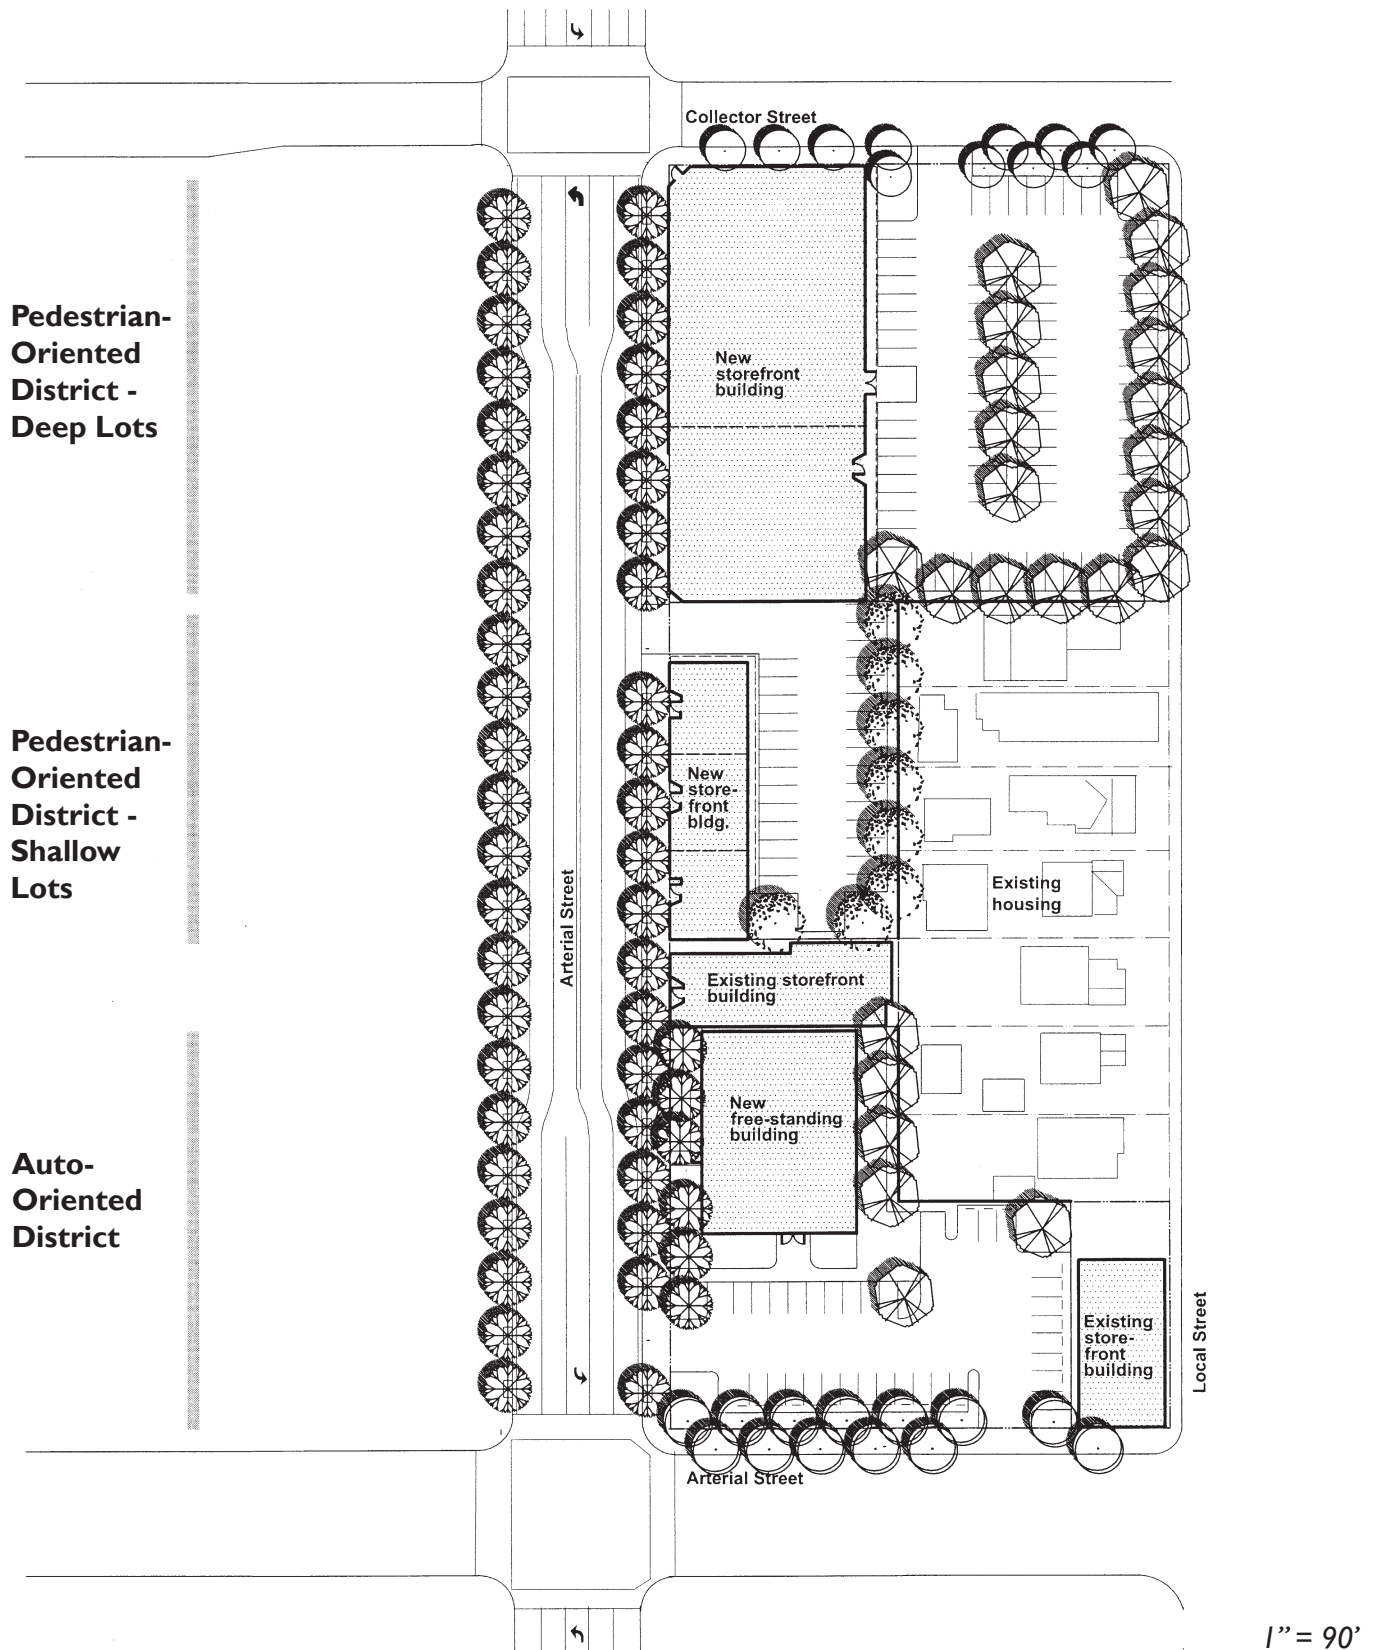 Collector Street
Pedestrian-
Oriented
District -
Deep Lots
New
storefront
building
Pedestrian-
Oriented
District -
Shallow
Lots
New
store-
front
bldg.
Arterial Street
Existing
housing
Existing storefront
building
New
free-standing
building
Auto-
Oriented
District
Existing
store-
front
building
Local Street
Arterial Street
1” = 90’